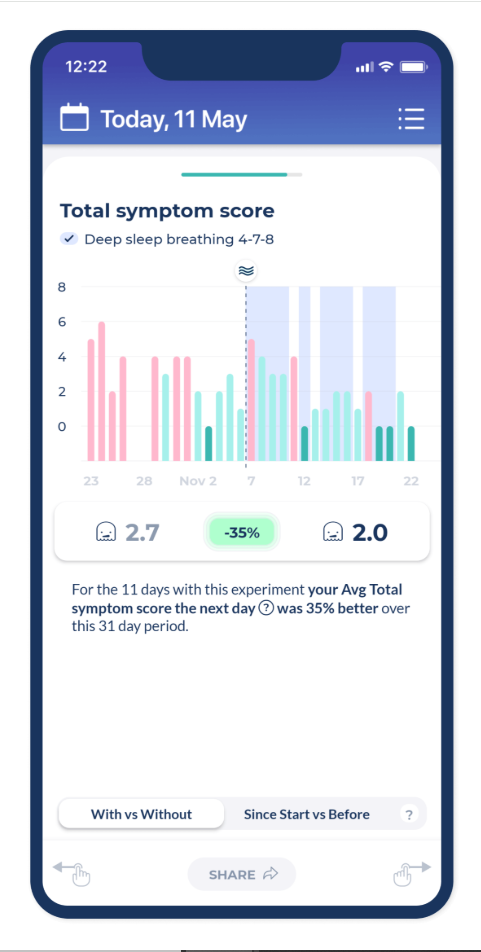 12:22
Today, 11 May
Total symptom score
Deep sleep breathing 4-7-8
8
6
4
2
0
23 28 Nov 2 7 12 17 22
2.7 -35% 2.0
For the 11 days with this experiment your Avg Total
symptom score the next day ? was 35% better over
this 31 day period.
With vs Without Since Start vs Before ?
SHARE